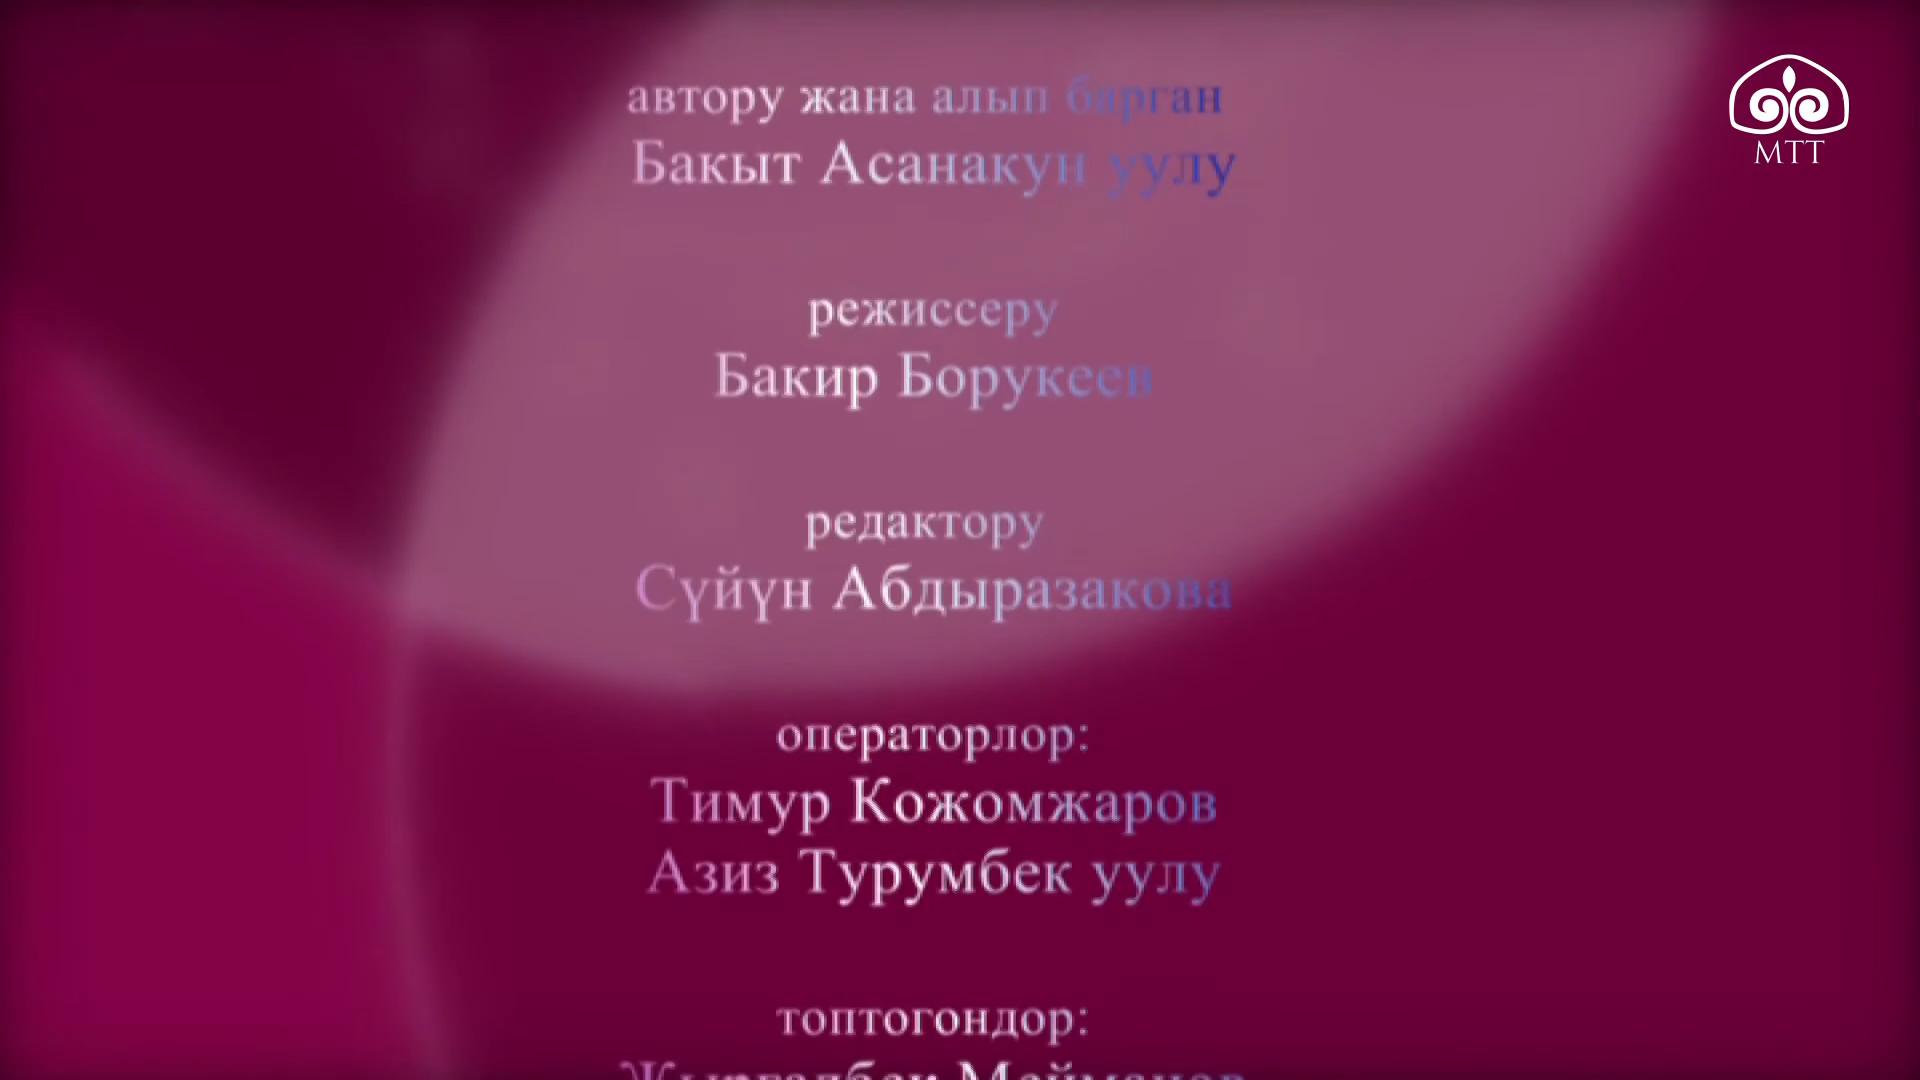 автору жана алып барган
Бакыт Асанакун уулу
режиссеру
Бакир Борукеев
редактору
Сүйүн Абдыразакова
операторлор:
Тимур Кожомжаров
Азиз Турумбек уулу
топтогондор:
МТТ